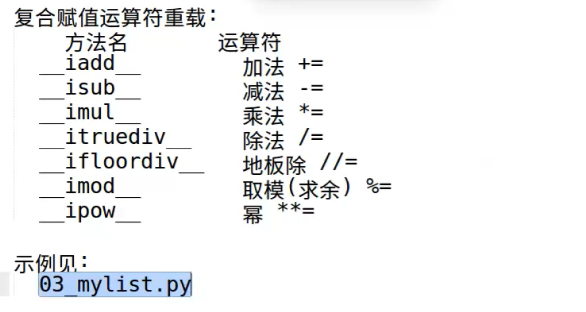 复合赋值运算符重载:
方法名 运算符
__iadd__ 加法 +=
__isub__ 减法 -=
__imul__ 乘法 *=
__itruediv__ 除法 /=
__ifloordiv__ 地板除 //=
__imod__ 取模(求余) %=
__ipow__ 幂 **=
示例见:
03_mylist.py